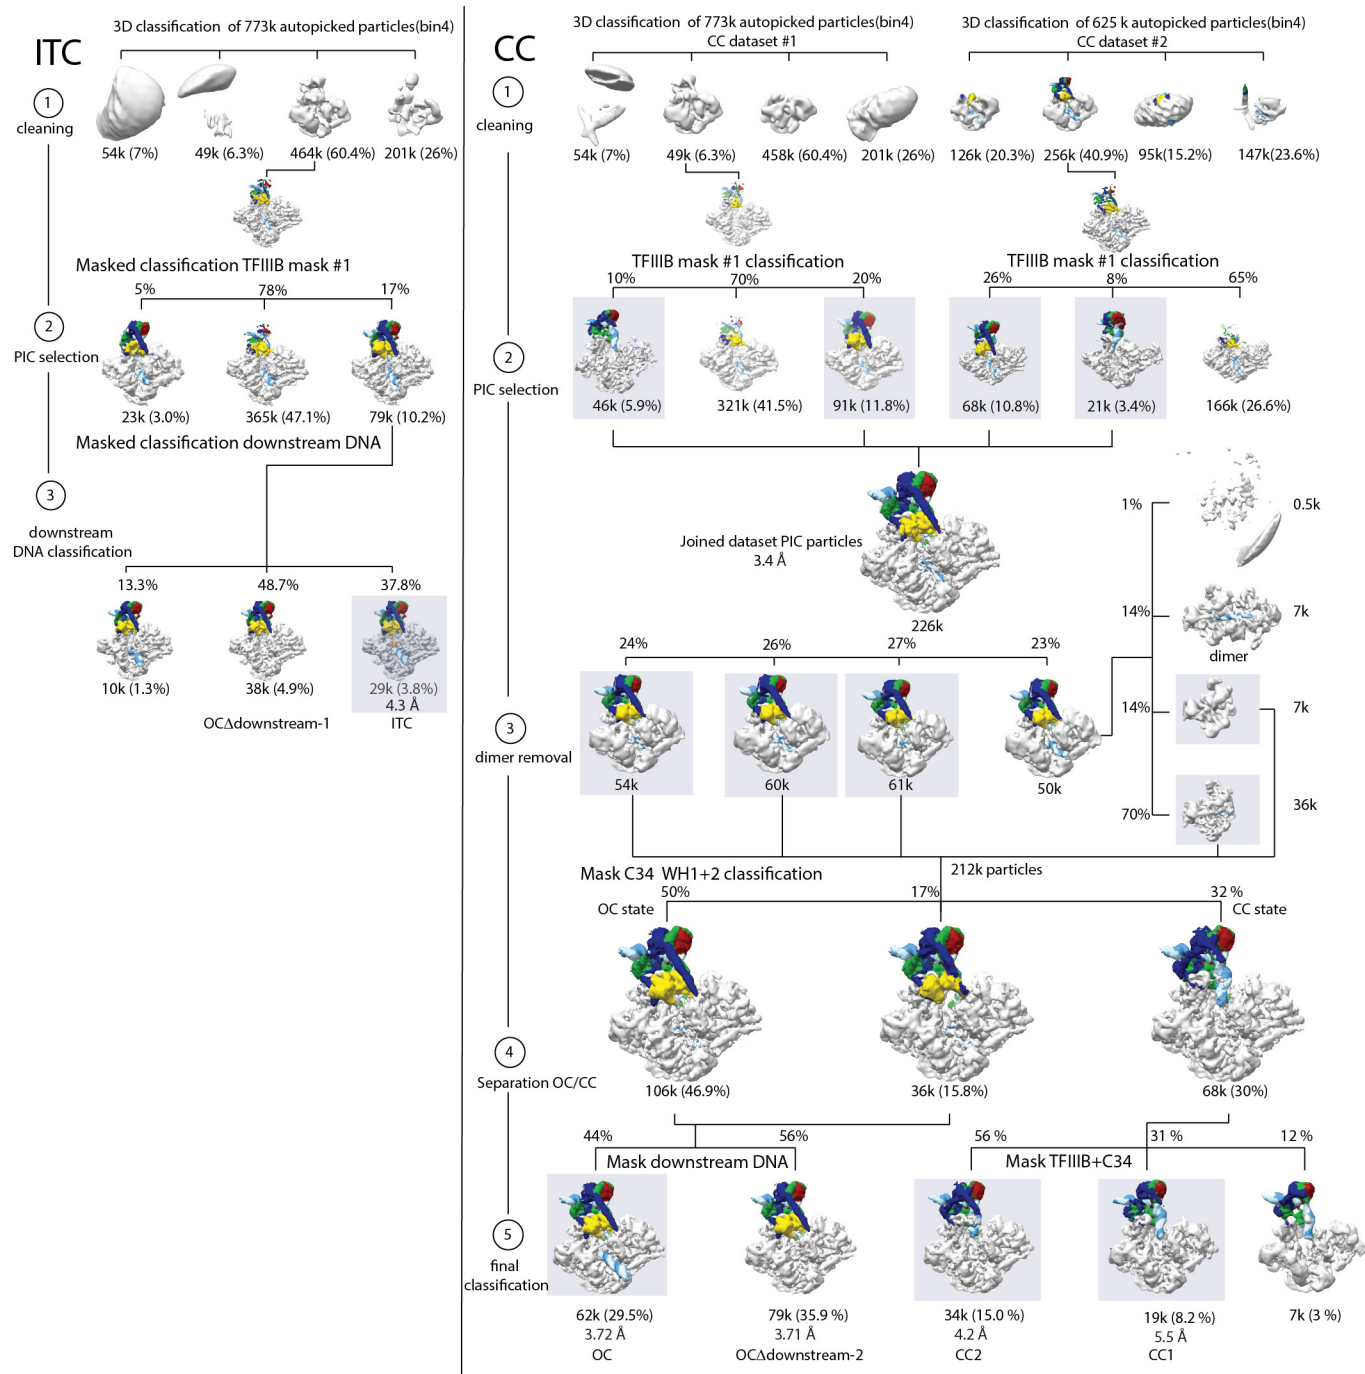 ITC
3D classification of 773k autopicked particles(bin4)
1
cleaning
54k (7%)
49k (6.3%)
464k (60.4%)
201k (26%)
Masked classification TFIIIB mask #1
5%
78%
17%
2
PIC selection
23k (3.0%)
365k (47.1%)
79k (10.2%)
Masked classification downstream DNA
3
downstream
DNA classification
13.3%
48.7%
37.8%
10k (1.3%)
38k (4.9%)
29k (3.8%)
4.3 Å
OCΔdownstream-1
ITC
CC
3D classification of 773k autopicked particles(bin4)
CC dataset #1
3D classification of 625 k autopicked particles(bin4)
CC dataset #2
1
cleaning
54k (7%)
49k (6.3%)
458k (60.4%)
201k (26%)
126k (20.3%)
256k (40.9%)
95k(15.2%)
147k(23.6%)
TFIIIB mask #1 classification
TFIIIB mask #1 classification
10%
70%
20%
26%
8%
65%
2
PIC selection
46k (5.9%)
321k (41.5%)
91k (11.8%)
68k (10.8%)
21k (3.4%)
166k (26.6%)
Joined dataset PIC particles
3.4 Å
226k
1%
0.5k
14%
7k
dimer
14%
7k
70%
36k
24%
26%
27%
23%
3
dimer removal
54k
60k
61k
50k
212k particles
Mask C34 WH1+2 classification
50%
17%
32 %
OC state
CC state
4
Separation OC/CC
106k (46.9%)
36k (15.8%)
68k (30%)
44%
56%
56 %
31 %
12 %
Mask downstream DNA
Mask TFIIIB+C34
5
final
classification
62k (29.5%)
3.72 Å
OC
79k (35.9 %)
3.71 Å
OCΔdownstream-2
34k (15.0 %)
4.2 Å
CC2
19k (8.2 %)
5.5 Å
CC1
7k (3 %)